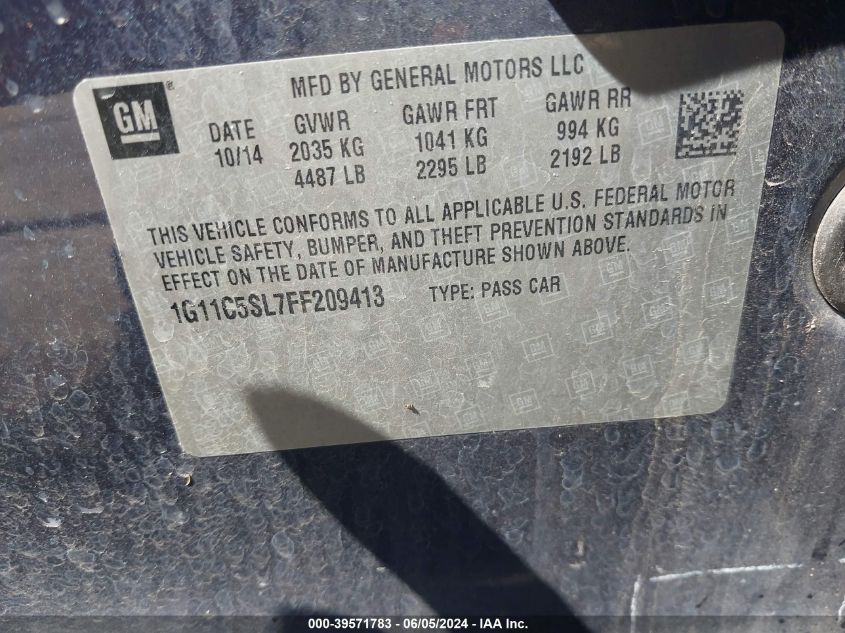 GM
®
MFD BY GENERAL MOTORS LLC
DATE GVWR GAWR FRT GAWR RR
10/14 2035 KG 1041 KG 994 KG
4487 LB 2295 LB 2192 LB
THIS VEHICLE CONFORMS TO ALL APPLICABLE U.S. FEDERAL MOTOR
VEHICLE SAFETY, BUMPER, AND THEFT PREVENTION STANDARDS IN
EFFECT ON THE DATE OF MANUFACTURE SHOWN ABOVE.
1G11C5SL7FF209413 TYPE: PASS CAR
000-39571783 - 06/05/2024 - IAA Inc.